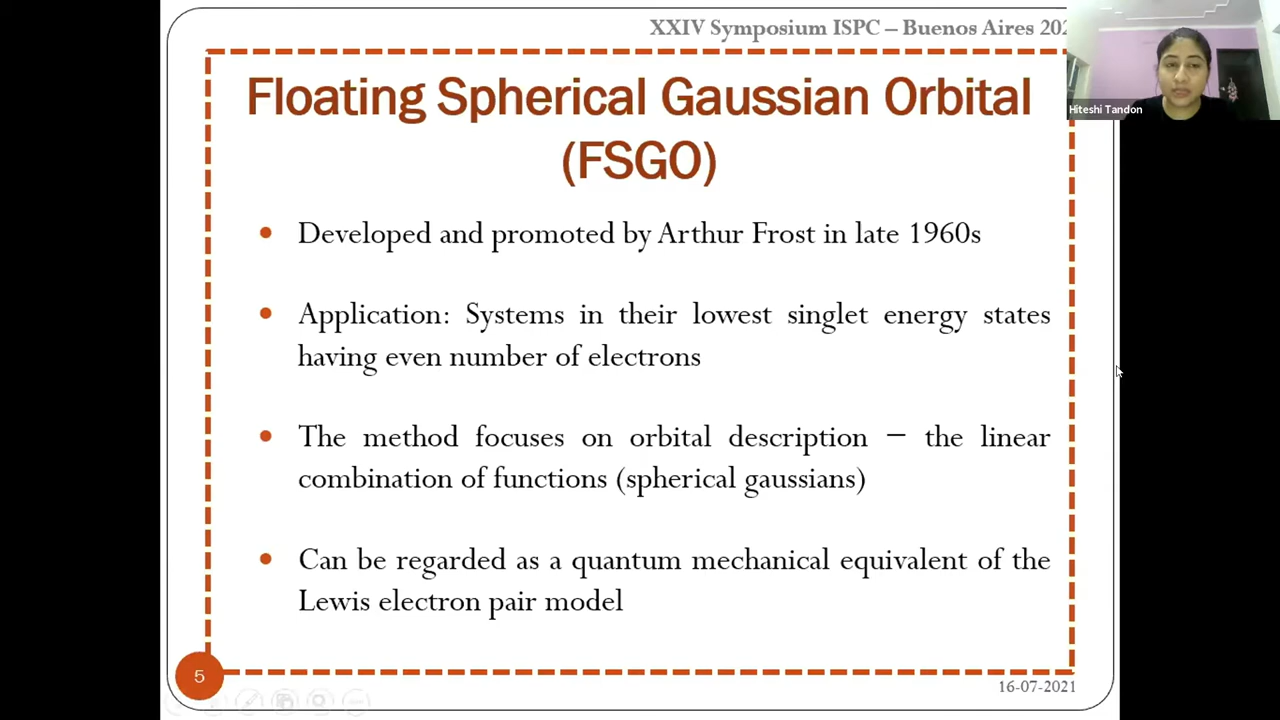 XXIV Symposium ISPC – Buenos Aires
Hiteshi Tandon
Floating Spherical Gaussian Orbital
(FSGO)
• Developed and promoted by Arthur Frost in late 1960s
• Application: Systems in their lowest singlet energy states
having even number of electrons
• The method focuses on orbital description − the linear
combination of functions (spherical gaussians)
• Can be regarded as a quantum mechanical equivalent of the
Lewis electron pair model
5
16-07-2021